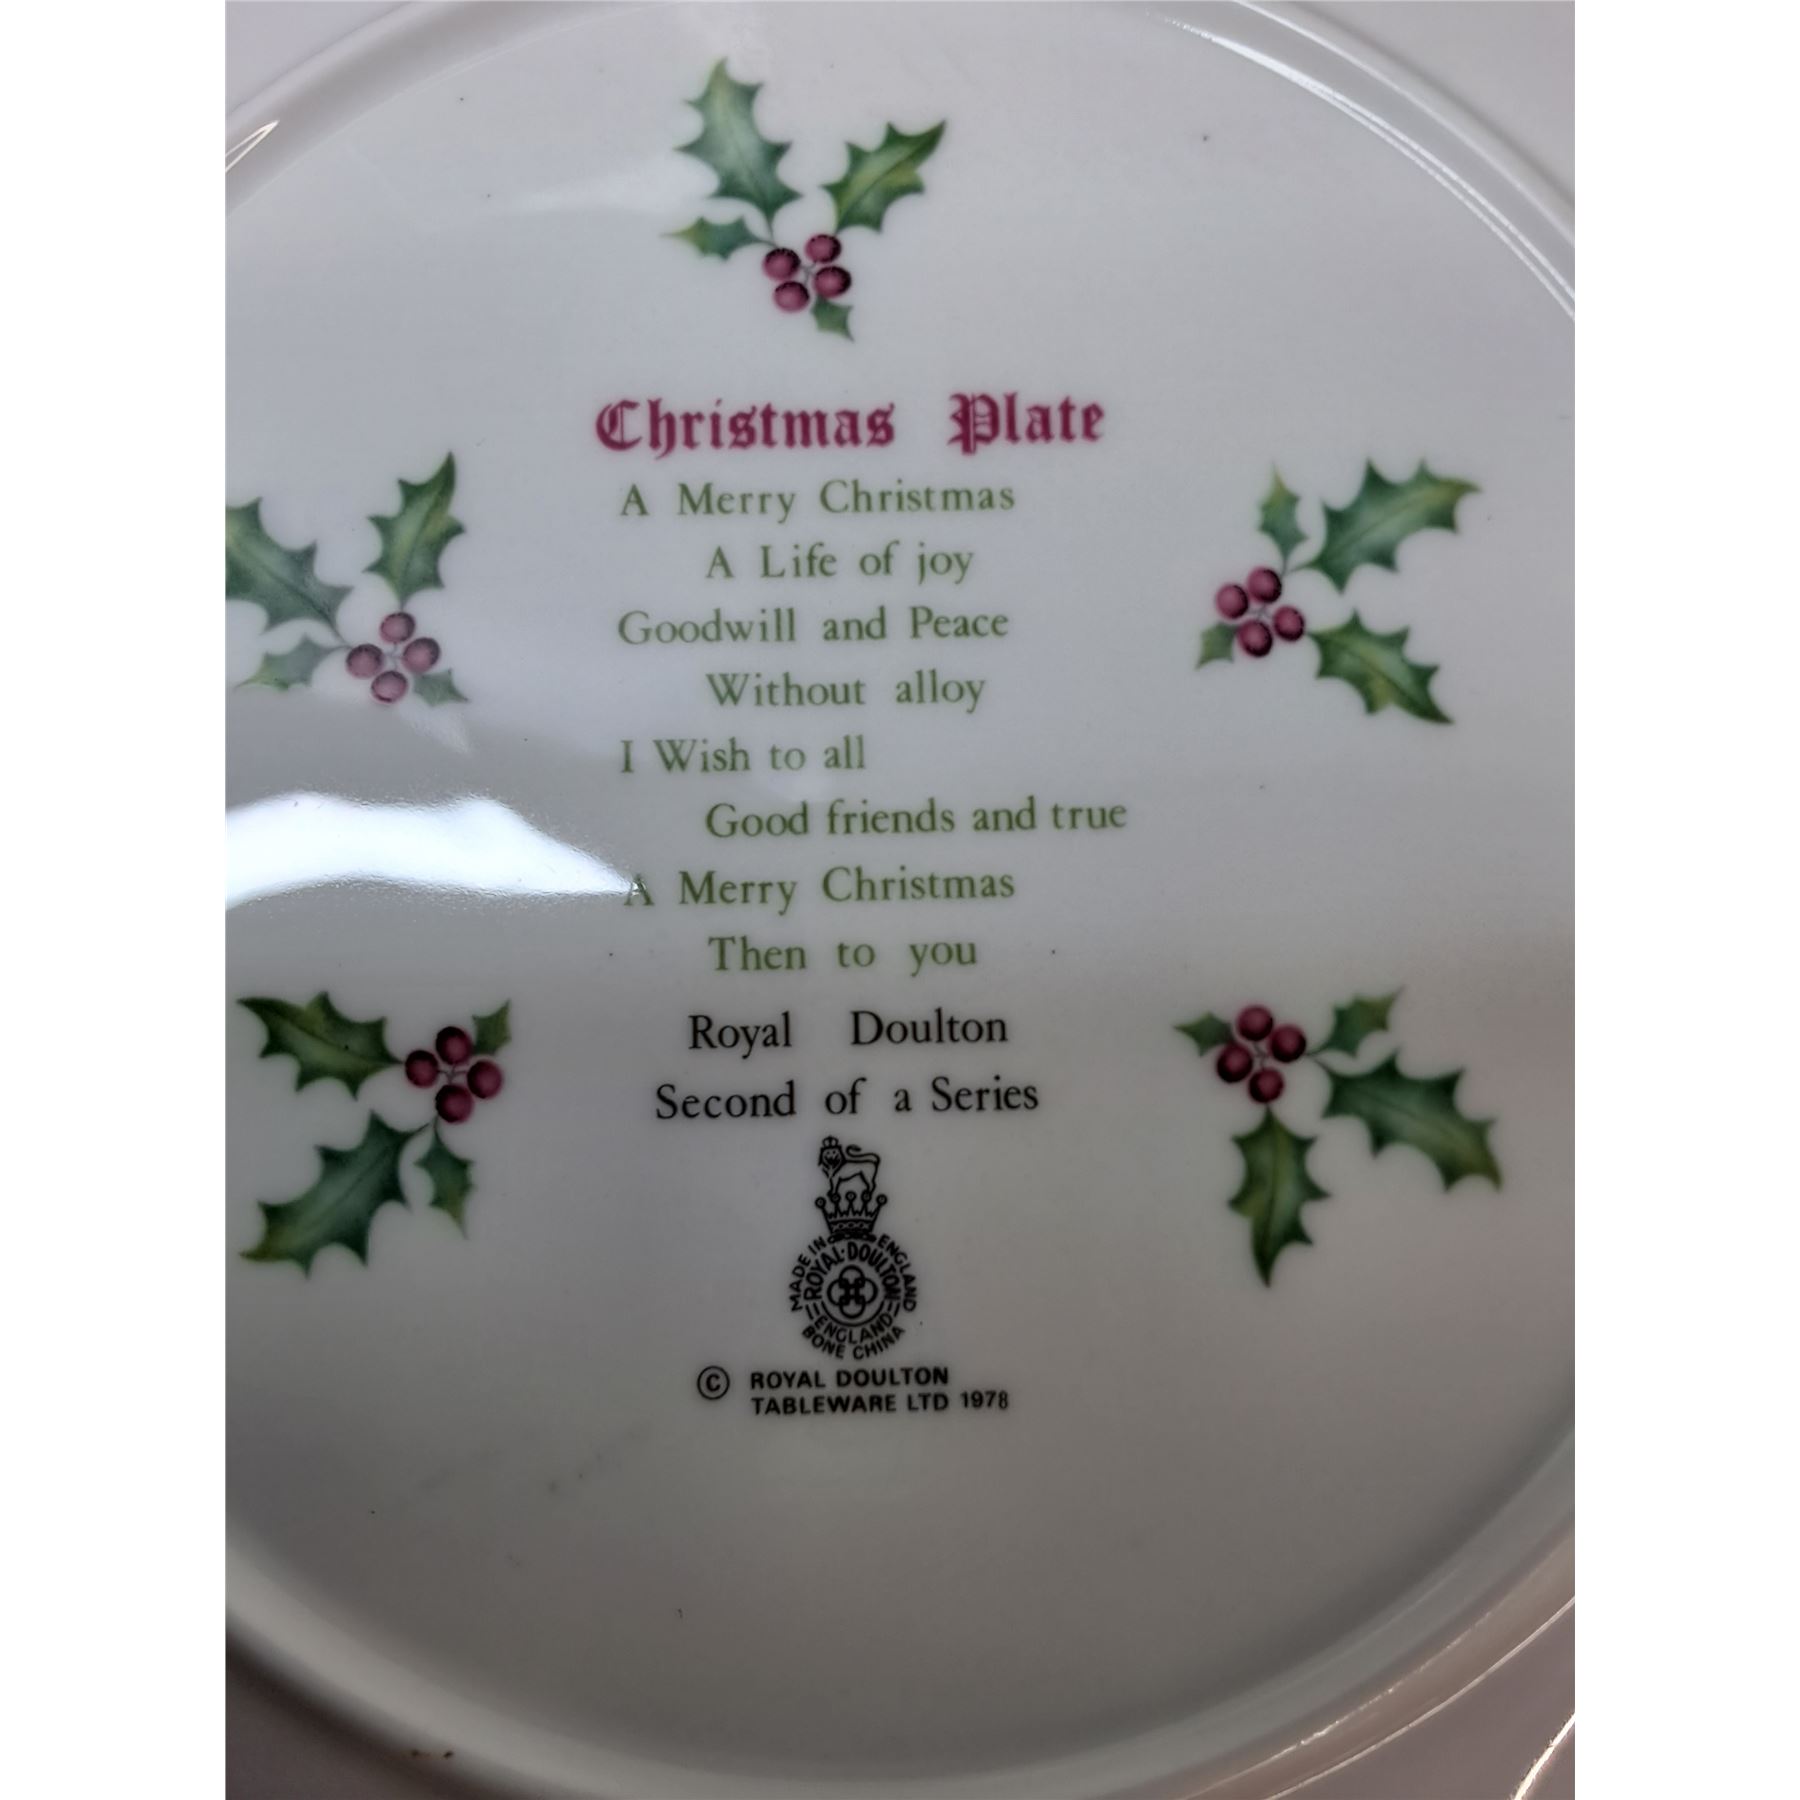 Christmas Plate
A Merry Christmas
A Life of joy
Goodwill and Peace
Without alloy
I Wish to all
Good friends and true
A Merry Christmas
Then to you
Royal Doulton
Second of a Series
MADE IN ENGLAND
ROYAL·DOULTON
ENGLAND
BONE CHINA
© ROYAL DOULTON
TABLEWARE LTD 1978